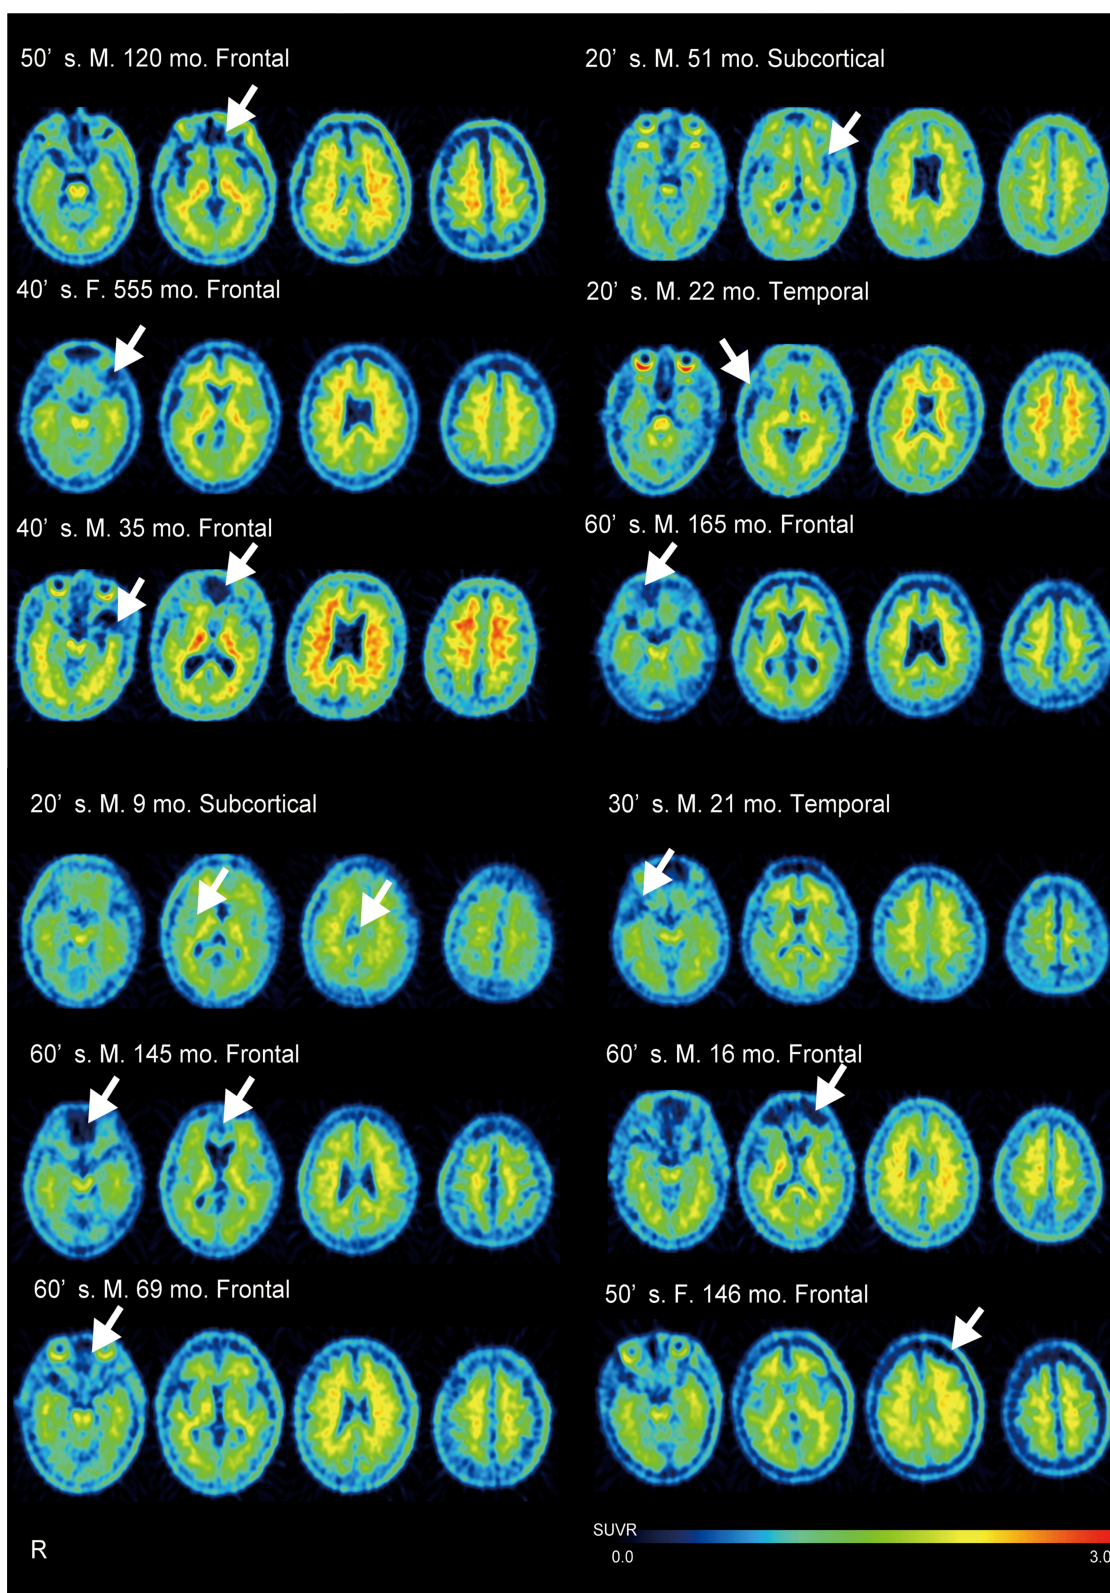 50' s. M. 120 mo. Frontal
20' s. M. 51 mo. Subcortical
40' s. F. 555 mo. Frontal
20' s. M. 22 mo. Temporal
40' s. M. 35 mo. Frontal
60' s. M. 165 mo. Frontal
20' s. M. 9 mo. Subcortical
30' s. M. 21 mo. Temporal
60' s. M. 145 mo. Frontal
60' s. M. 16 mo. Frontal
60' s. M. 69 mo. Frontal
50' s. F. 146 mo. Frontal
R
SUVR
0.0 3.0